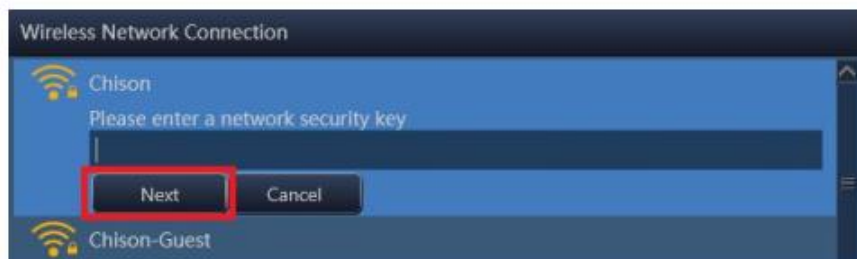 Wireless Network Connection
Chison
Please enter a network security key
Next Cancel
Chison-Guest